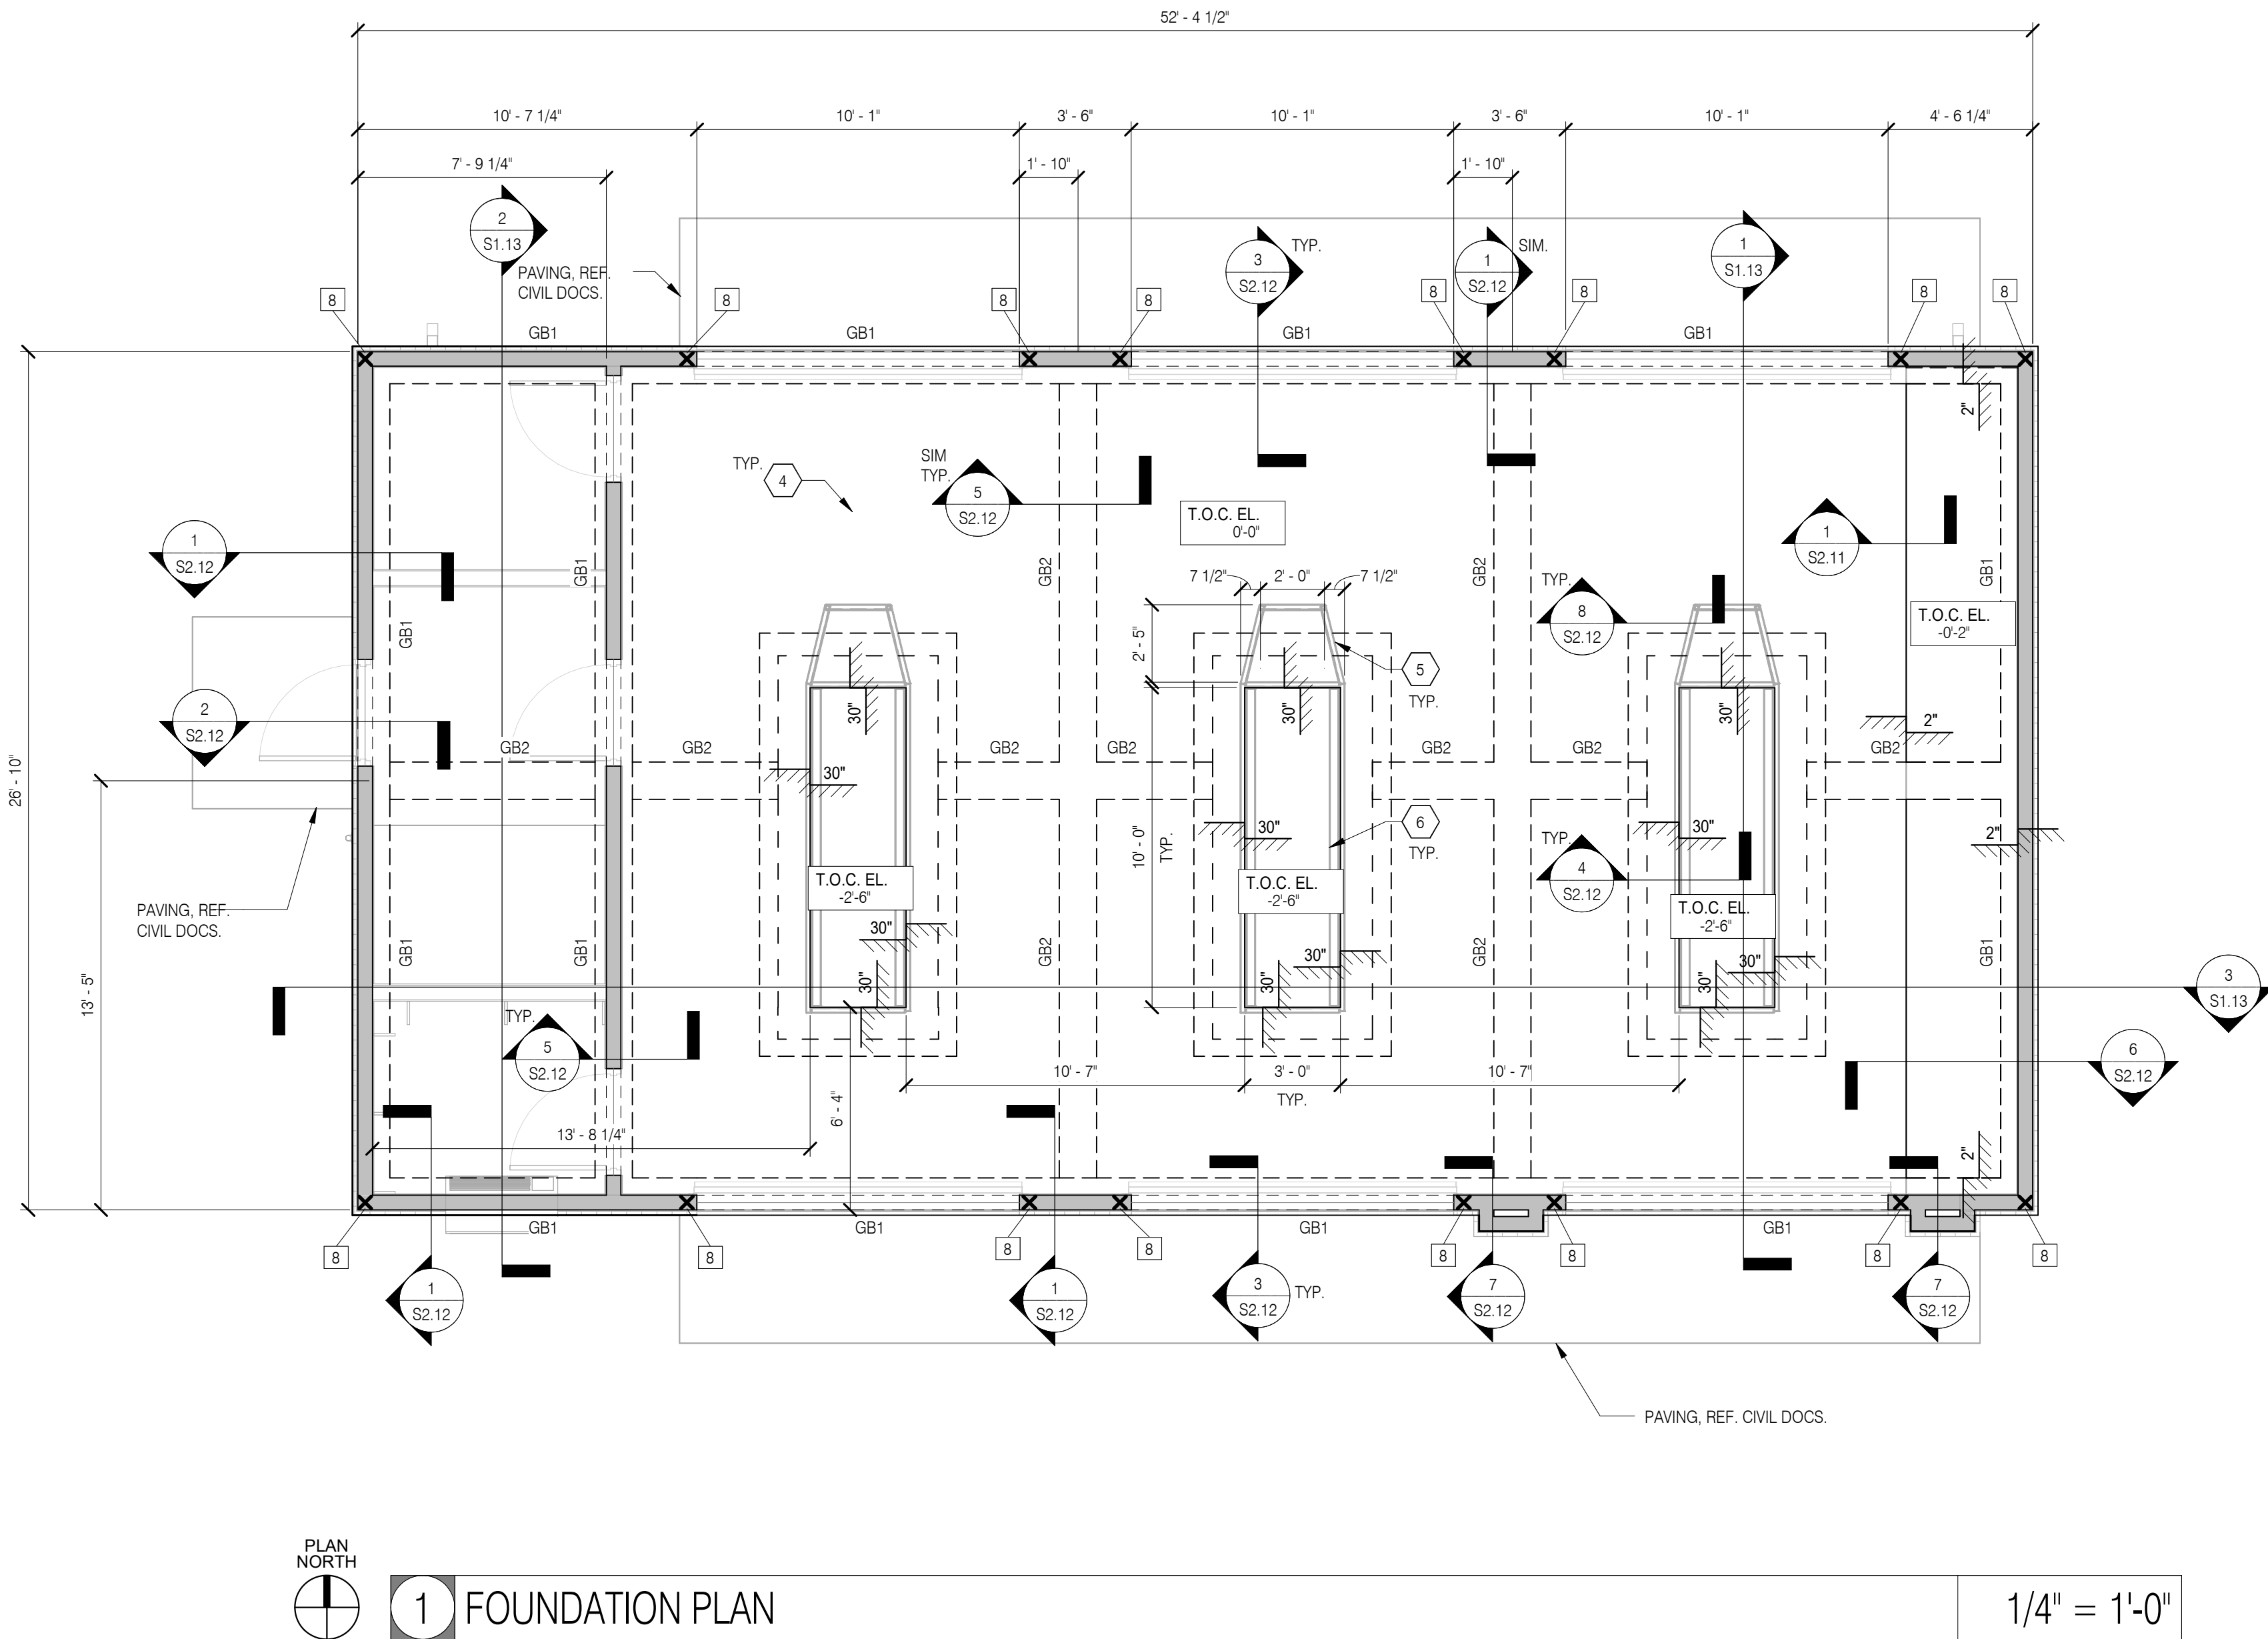 52' - 4 1/2"
10' - 7 1/4"
10' - 1"
3' - 6"
10' - 1"
3' - 6"
10' - 1"
4' - 6 1/4"
7' - 9 1/4"
1' - 10"
1' - 10"
2
S1.13
3
S2.12
TYP.
1
S2.12
SIM.
1
S1.13
PAVING, REF.
CIVIL DOCS.
8
8
8
8
8
8
8
8
GB1
GB1
GB1
GB1
2"
TYP.
4
SIM
TYP.
5
S2.12
T.O.C. EL.
0'-0"
1
S2.11
1
S2.12
GB1
GB2
GB2
GB1
7 1/2"
2' - 0"
7 1/2"
TYP.
8
S2.12
T.O.C. EL.
-0'-2"
GB1
2' - 5"
5
TYP.
2
S2.12
30"
30"
30"
2"
GB2
GB2
GB2
GB2
GB2
GB2
GB2
26' - 10"
30"
30"
30"
6
TYP.
2"
10' - 0"
TYP.
TYP.
4
S2.12
T.O.C. EL.
-2'-6"
T.O.C. EL.
-2'-6"
T.O.C. EL.
-2'-6"
PAVING, REF.
CIVIL DOCS.
GB1
GB1
GB2
GB2
GB1
30"
30"
30"
30"
30"
30"
13' - 5"
3
S1.13
TYP.
5
S2.12
6
S2.12
10' - 7"
3' - 0"
TYP.
10' - 7"
6' - 4"
13' - 8 1/4"
2"
GB1
GB1
GB1
GB1
8
8
8
8
8
8
8
8
1
S2.12
1
S2.12
3
S2.12
TYP.
7
S2.12
7
S2.12
PAVING, REF. CIVIL DOCS.
PLAN
NORTH
1
FOUNDATION PLAN
1/4" = 1'-0"